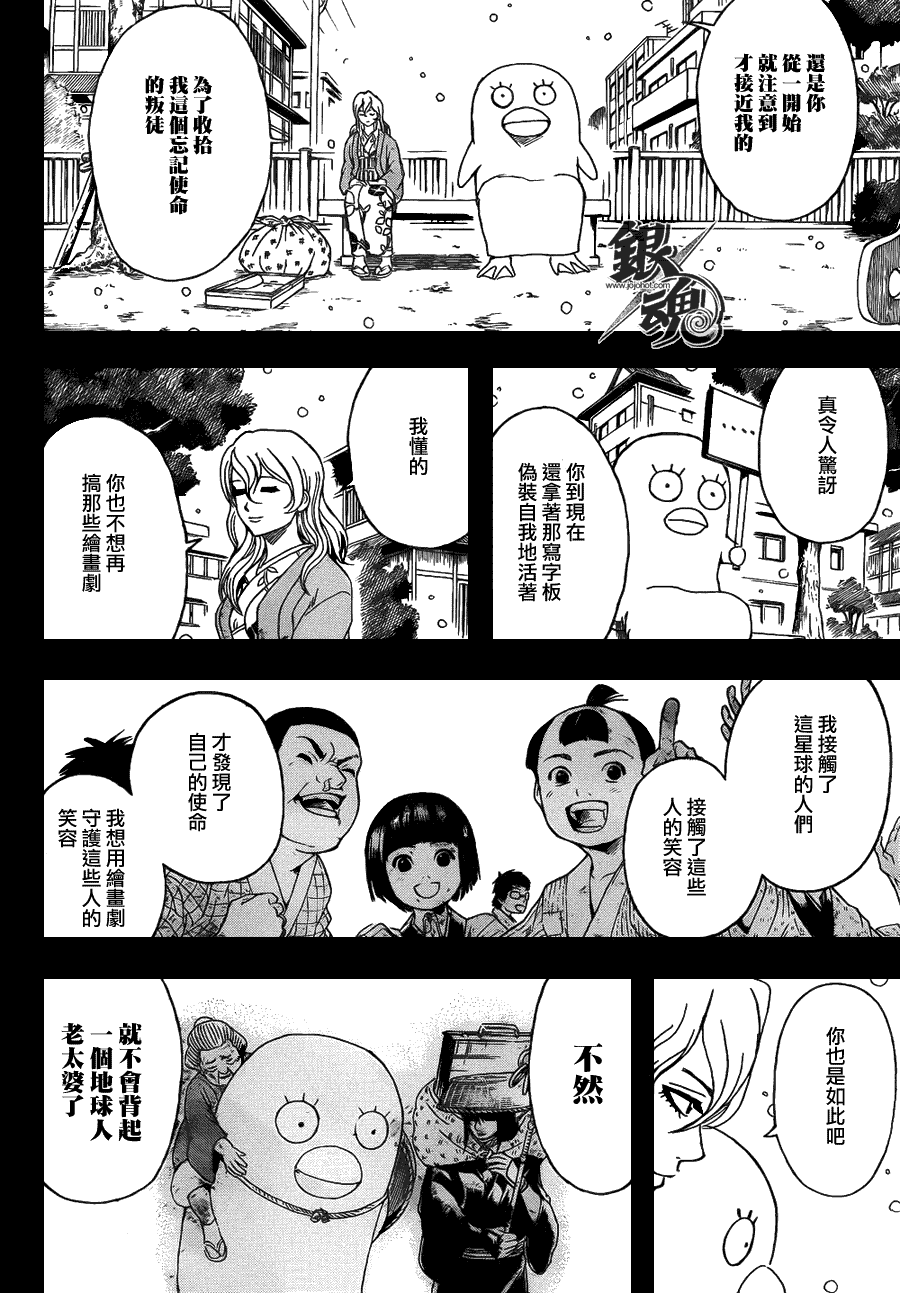 還是你
從一開始
就注意到
才接近我的
為了收拾
我這個忘記使命
的叛徒
銀魂
www.jojohot.com
真令人驚訝
……
你到現在
還拿著那寫字板
偽裝自我地活著
我懂的
你也不想再
搞那些繪畫劇
我接觸了
這星球的人們
接觸了這些
人的笑容
才發現了
自己的使命
我想用繪畫劇
守護這些人的
笑容
你也是如此吧
不然
就不會背起
一個地球人
老太婆了